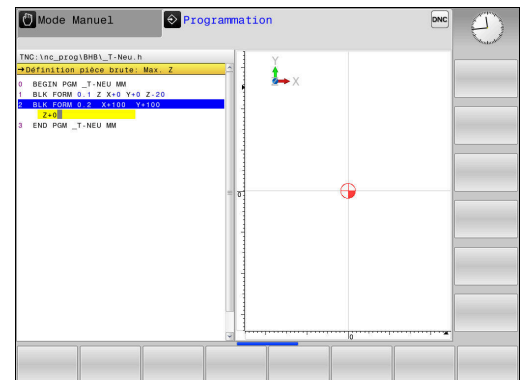 Mode Manuel
Programmation
DNC
TNC:\nc_prog\BHB\_T-Neu.h
→Définition pièce brute: Max. Z
0 BEGIN PGM _T-NEU MM
1 BLK FORM 0.1 Z X+0 Y+0 Z-20
2 BLK FORM 0.2 X+100 Y+100
Z+0
3 END PGM _T-NEU MM
Y
X
0
0